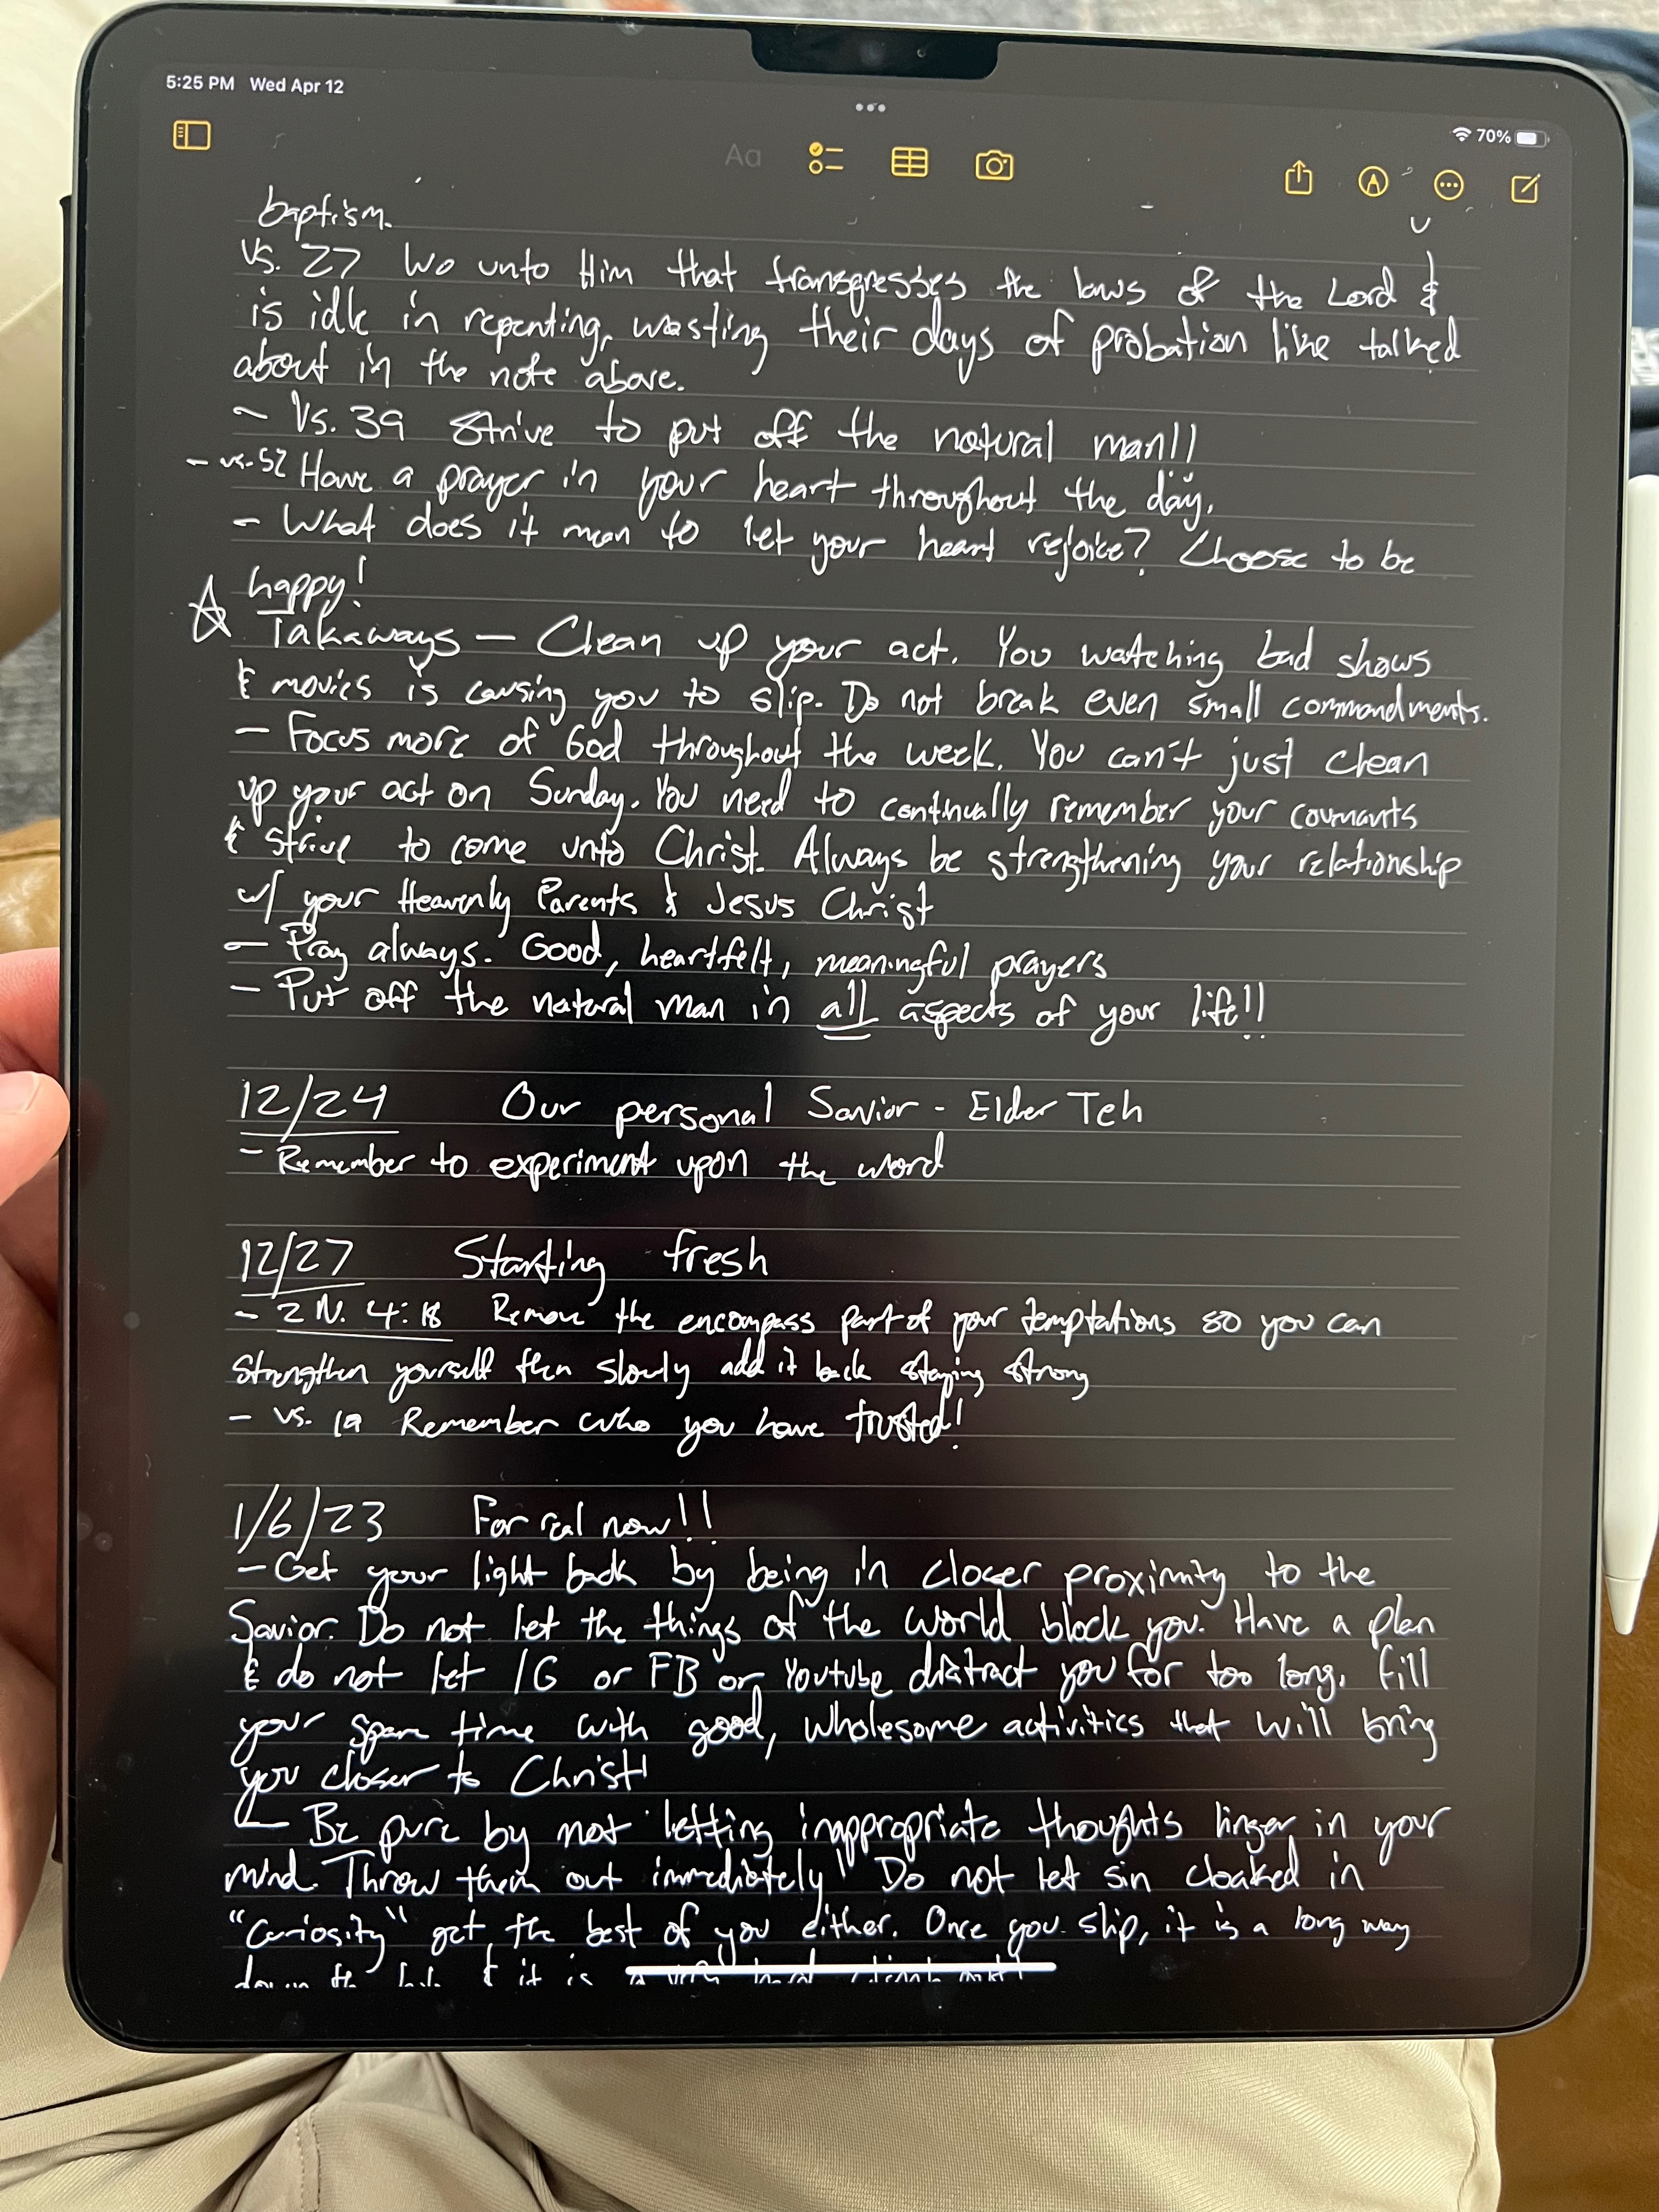 5:25 PM Wed Apr 12
70%
Aa
baptism.
vs. 27 Wo unto Him that transgresses the laws of the Lord &
is idle in repenting, wasting their days of probation like talked
about in the note above.
~ Vs. 39 Strive to put off the natural man!!
- vs. 52 Have a prayer in your heart throughout the day.
- What does it mean to let your heart rejoice? Choose to be
happy!
☆ Takaways - Clean up your act. You watching bad shows
& movies is causing you to slip. Do not break even small commandments.
- Focus more of God throughout the week. You can't just clean
up your act on Sunday. You need to continually remember your covenants
& strive to come unto Christ. Always be strengthening your relationship
w/ your Heavenly Parents & Jesus Christ
- Pray always. Good, heartfelt, meaningful prayers
- Put off the natural man in all aspects of your life!!
12/24 Our personal Savior - Elder Teh
- Remember to experiment upon the word
12/27 Starting fresh
- 2 N. 4:18 Remove the encompass part of your temptations so you can
strengthen yourself then slowly add it back staying strong
- vs. 19 Remember who you have trusted!
1/6/23 For real now!!
- Get your light back by being in closer proximity to the
Savior. Do not let the things of the world block you. Have a plan
& do not let IG or FB or Youtube distract you for too long. Fill
your spare time with good, wholesome activities that will bring
you closer to Christ!
- Be pure by not letting inappropriate thoughts linger in your
mind. Throw them out immediately! Do not let sin cloaked in
"Curiosity" get the best of you either. Once you slip, it is a long way
down & it is a